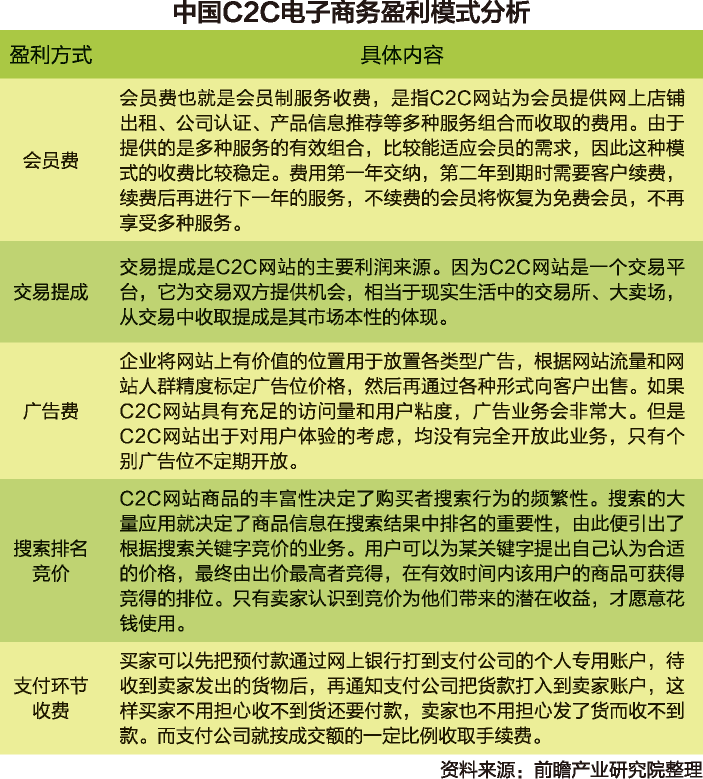 中国C2C电子商务盈利模式分析
盈利方式
具体内容
会员费
会员费也就是会员制服务收费，是指C2C网站为会员提供网上店铺
出租、公司认证、产品信息推荐等多种服务组合而收取的费用。由于
提供的是多种服务的有效组合，比较能适应会员的需求，因此这种模
式的收费比较稳定。费用第一年交纳，第二年到期时需要客户续费，
续费后再进行下一年的服务，不续费的会员将恢复为免费会员，不再
享受多种服务。
交易提成
交易提成是C2C网站的主要利润来源。因为C2C网站是一个交易平
台，它为交易双方提供机会，相当于现实生活中的交易所、大卖场，
从交易中收取提成是其市场本性的体现。
广告费
企业将网站上有价值的位置用于放置各类型广告，根据网站流量和网
站人群精度标定广告位价格，然后再通过各种形式向客户出售。如果
C2C网站具有充足的访问量和用户粘度，广告业务会非常大。但是
C2C网站出于对用户体验的考虑，均没有完全开放此业务，只有个
别广告位不定期开放。
搜索排名
竞价
C2C网站商品的丰富性决定了购买者搜索行为的频繁性。搜索的大
量应用就决定了商品信息在搜索结果中排名的重要性，由此便引出了
根据搜索关键字竞价的业务。用户可以为某关键字提出自己认为合适
的价格，最终由出价最高者竞得，在有效时间内该用户的商品可获得
竞得的排位。只有卖家认识到竞价为他们带来的潜在收益，才愿意花
钱使用。
支付环节
收费
买家可以先把预付款通过网上银行打到支付公司的个人专用账户，待
收到卖家发出的货物后，再通知支付公司把货款打入到卖家账户，这
样买家不用担心收不到货还要付款，卖家也不用担心发了货而收不到
款。而支付公司就按成交额的一定比例收取手续费。
资料来源：前瞻产业研究院整理